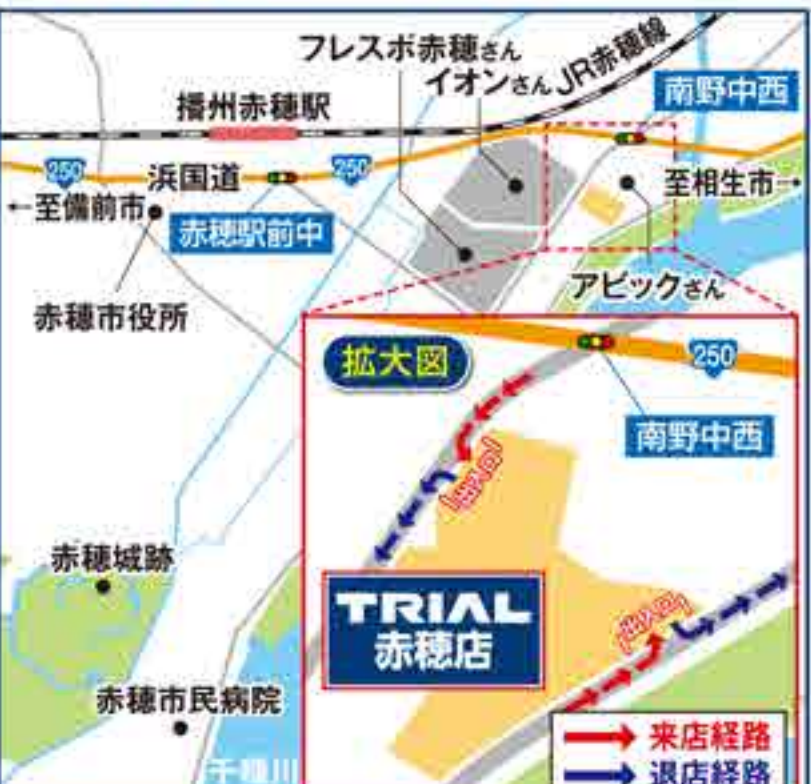 フレスポ赤穂さん
イオンさん
JR赤穂線
南野中西
播州赤穂駅
250
浜国道
250
至相生市→
←至備前市
赤穂駅前中
アピックさん
赤穂市役所
拡大図
250
南野中西
出入口
赤穂城跡
TRIAL
赤穂店
出入口
赤穂市民病院
来店経路
退店経路
千種川